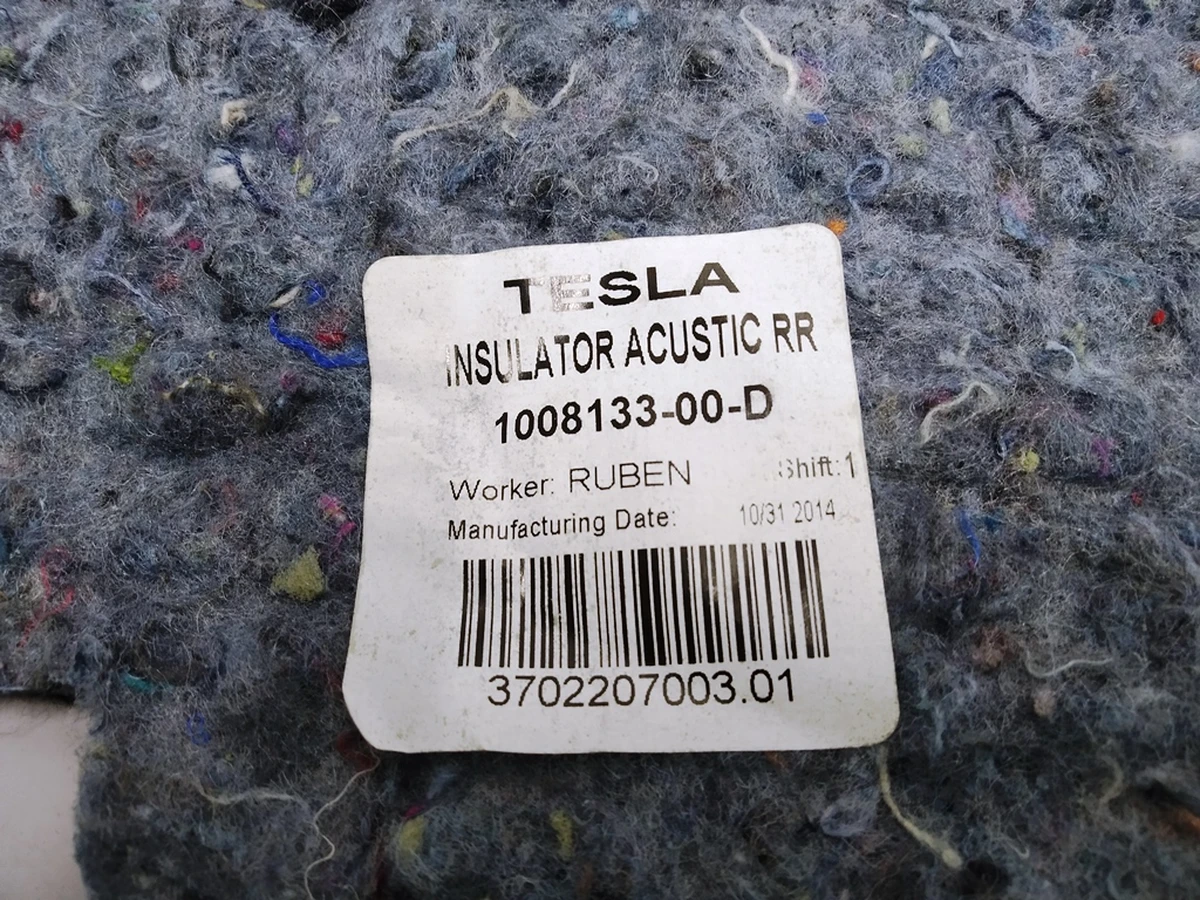 TESLA
INSULATOR ACUSTIC RR
1008133-00-D
Worker: RUBEN Shift:1
Manufacturing Date: 10/31 2014
3702207003.01